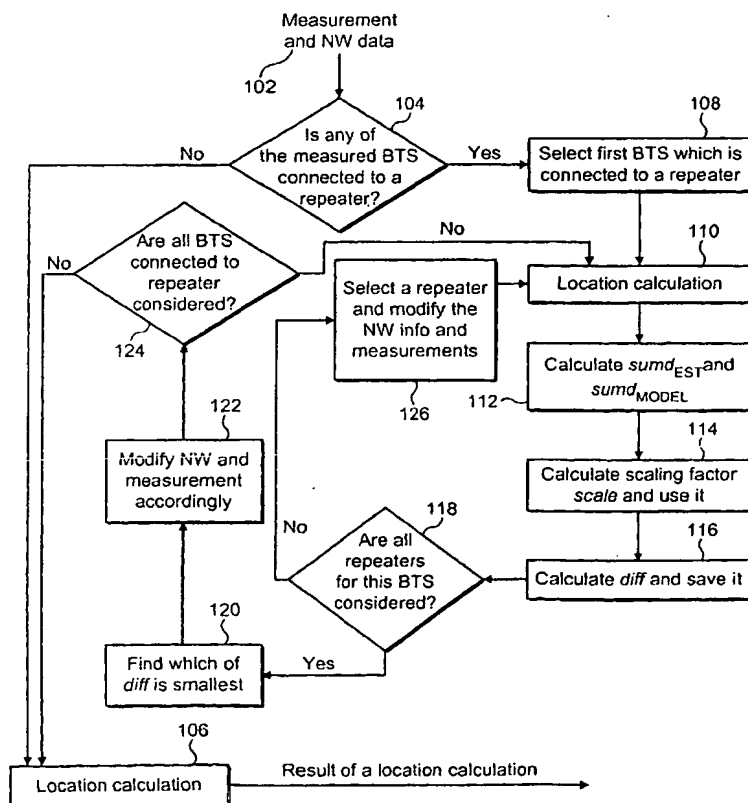 Measurement
and NW data
102
104
Is any of
the measured BTS
connected to a
repeater?
No
Yes
108
Select first BTS which is
connected to a repeater
Are all BTS
connected to
repeater
considered?
No
No
124
110
Location calculation
Select a repeater
and modify the
NW info and
measurements
126
Calculate sumdEST and
sumdMODEL
112
114
Calculate scaling factor
scale and use it
122
Modify NW and
measurement
accordingly
No
118
Are all
repeaters
for this BTS
considered?
116
Calculate diff and save it
120
Find which of
diff is smallest
Yes
106
Location calculation
Result of a location calculation